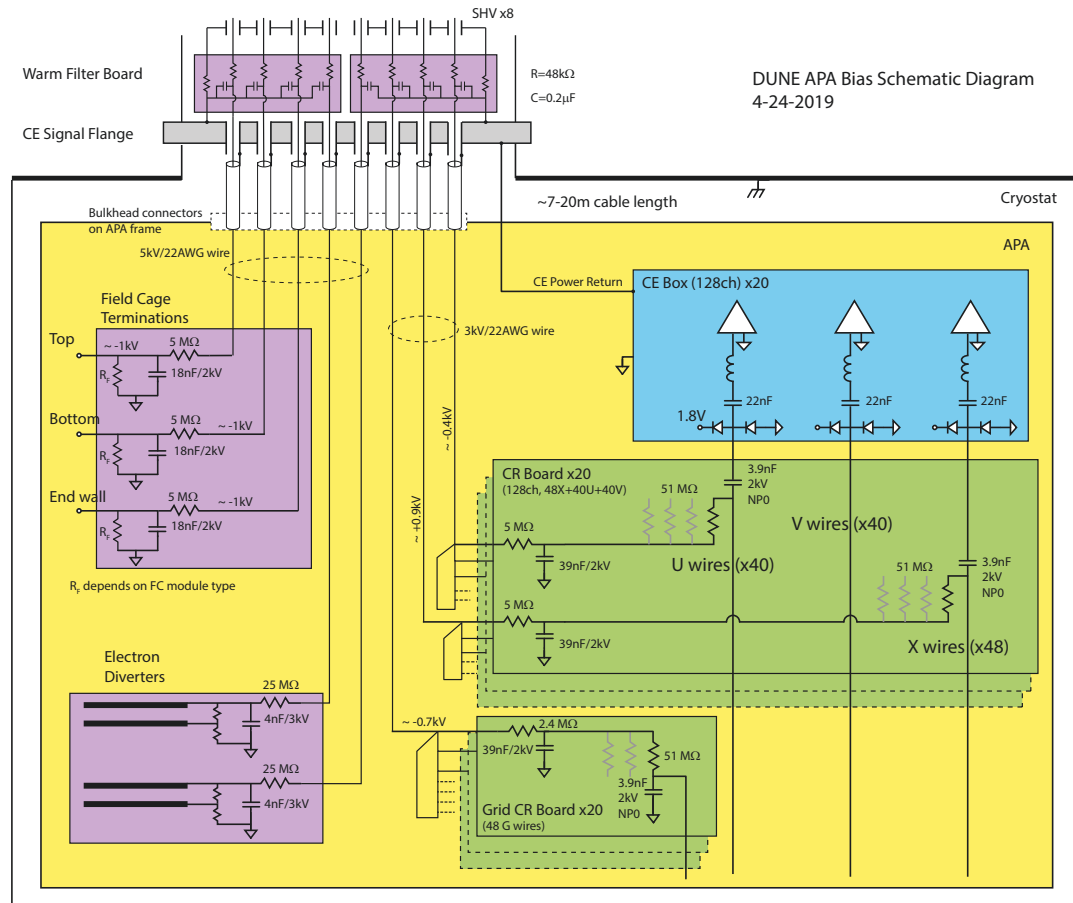 SHV x8
Warm Filter Board
R=48kΩ
C=0.2µF
DUNE APA Bias Schematic Diagram
4-24-2019
CE Signal Flange
~7-20m cable length
Cryostat
Bulkhead connectors
on APA frame
APA
5kV/22AWG wire
CE Power Return
CE Box (128ch) x20
Field Cage
Terminations
3kV/22AWG wire
Top
~ -1kV
5 MΩ
R_F
18nF/2kV
22nF
22nF
22nF
1.8V
Bottom
5 MΩ
~ -1kV
R_F
18nF/2kV
~ -0.4kV
~ +0.9kV
CR Board x20
(128ch, 48X+40U+40V)
3.9nF
2kV
NP0
51 MΩ
End wall
5 MΩ
~ -1kV
R_F
18nF/2kV
5 MΩ
39nF/2kV
V wires (x40)
U wires (x40)
3.9nF
2kV
NP0
51 MΩ
R_F depends on FC module type
5 MΩ
39nF/2kV
X wires (x48)
Electron
Diverters
25 MΩ
4nF/3kV
25 MΩ
4nF/3kV
~ -0.7kV
2.4 MΩ
39nF/2kV
51 MΩ
3.9nF
2kV
NP0
Grid CR Board x20
(48 G wires)